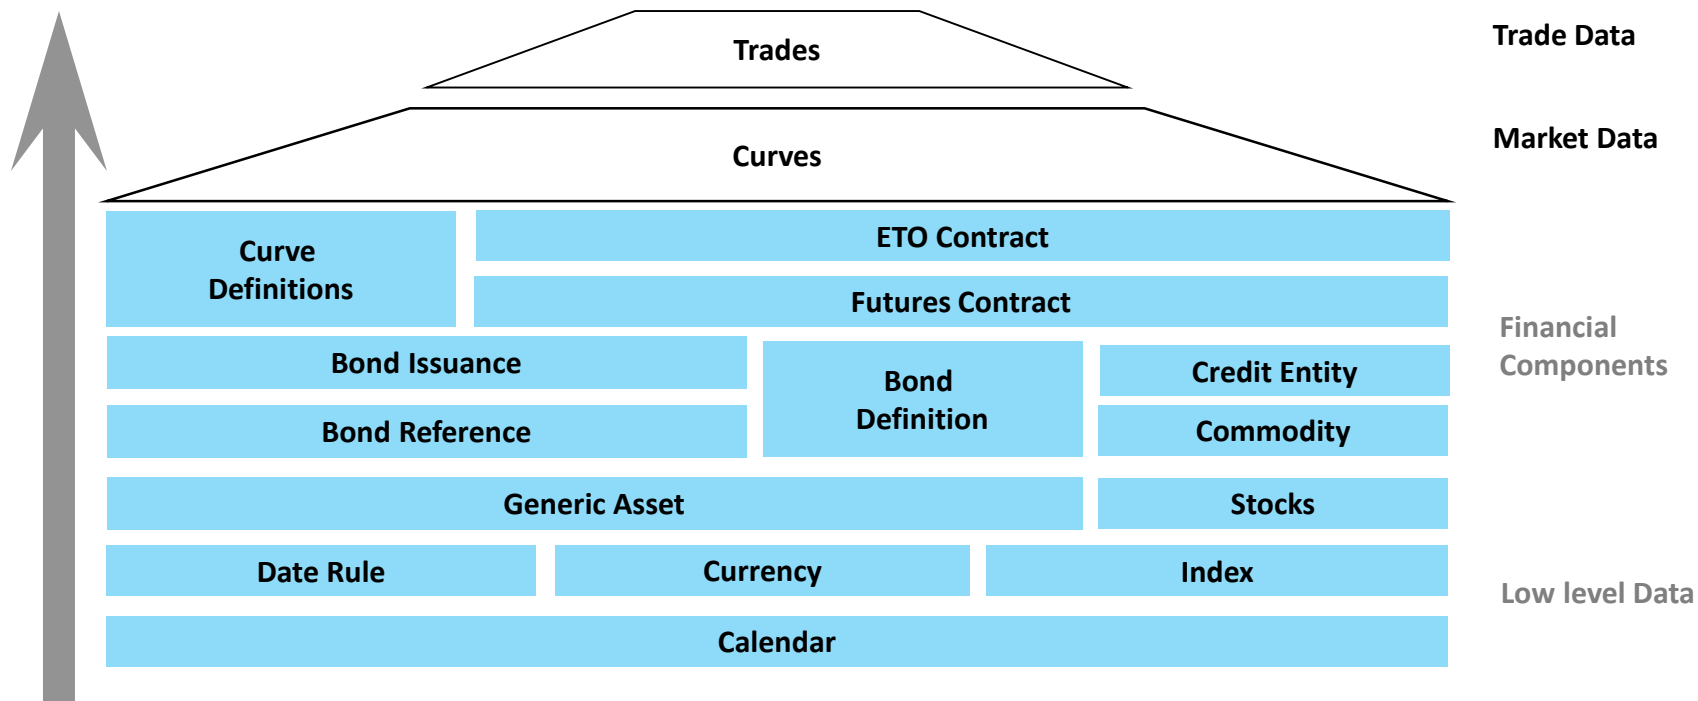 Trades
Trade Data
Curves
Market Data
Curve
Definitions
ETO Contract
Futures Contract
Bond Issuance
Bond
Definition
Credit Entity
Financial
Components
Bond Reference
Commodity
Generic Asset
Stocks
Date Rule
Currency
Index
Low level Data
Calendar